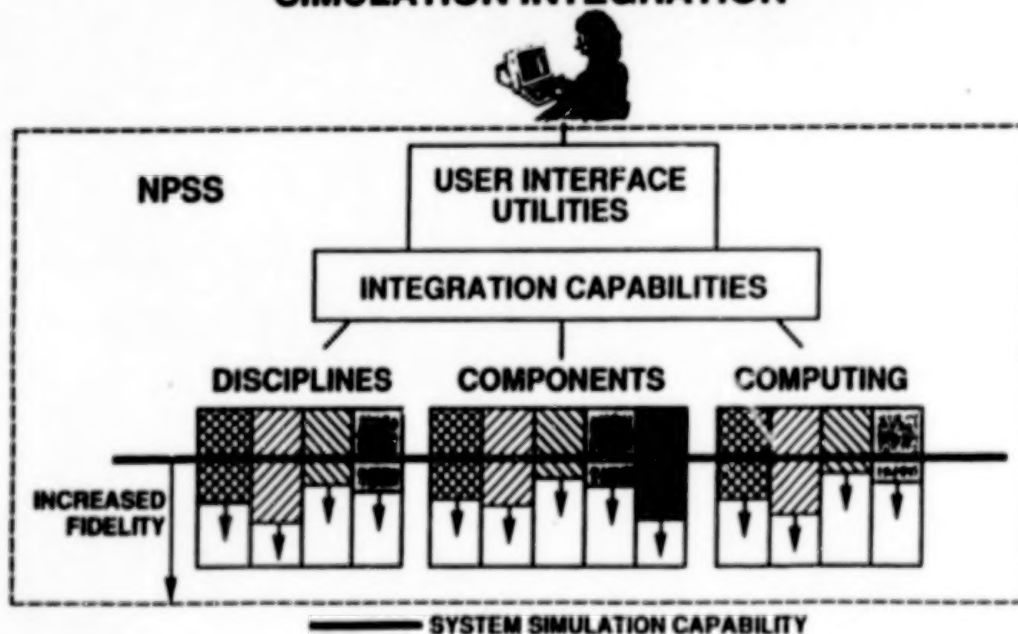 SIMULATION INTEGRATION
NPSS
USER INTERFACE
UTILITIES
INTEGRATION CAPABILITIES
DISCIPLINES
COMPONENTS
COMPUTING
INCREASED
FIDELITY
SYSTEM SIMULATION CAPABILITY